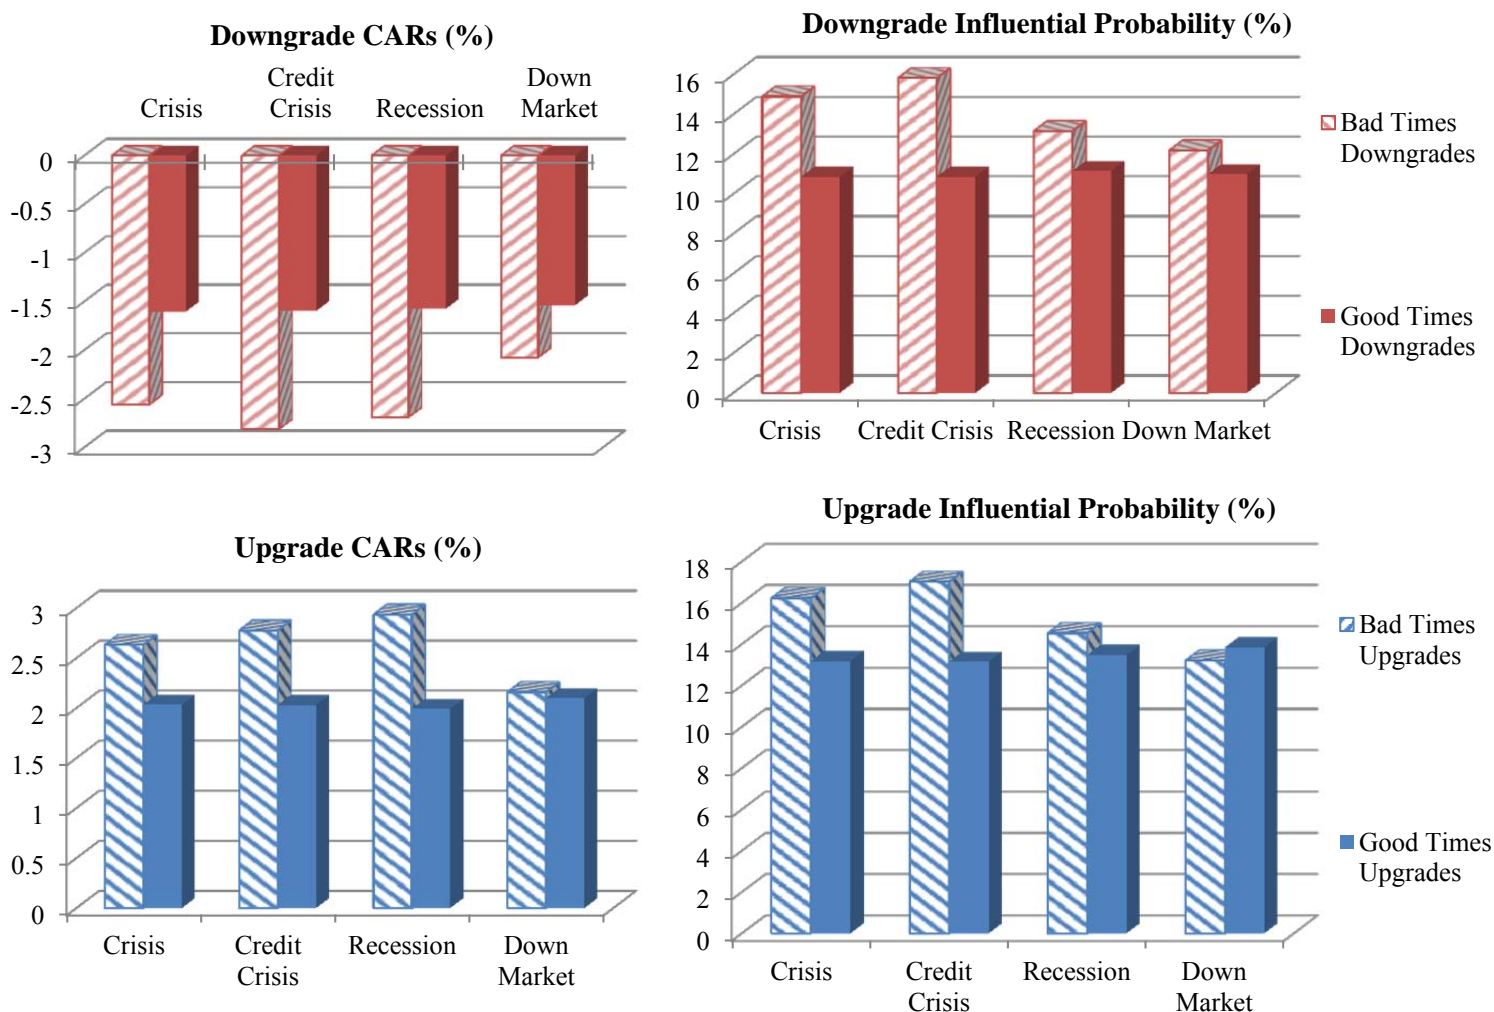 Downgrade CARs (%)
Crisis
Credit
Crisis
Recession
Down
Market
0
-0.5
-1
-1.5
-2
-2.5
-3
Downgrade Influential Probability (%)
16
14
12
10
8
6
4
2
0
Crisis
Credit Crisis
Recession
Down Market
Bad Times
Downgrades
Good Times
Downgrades
Upgrade CARs (%)
3
2.5
2
1.5
1
0.5
0
Crisis
Credit
Crisis
Recession
Down
Market
Upgrade Influential Probability (%)
18
16
14
12
10
8
6
4
2
0
Crisis
Credit
Crisis
Recession
Down
Market
Bad Times
Upgrades
Good Times
Upgrades